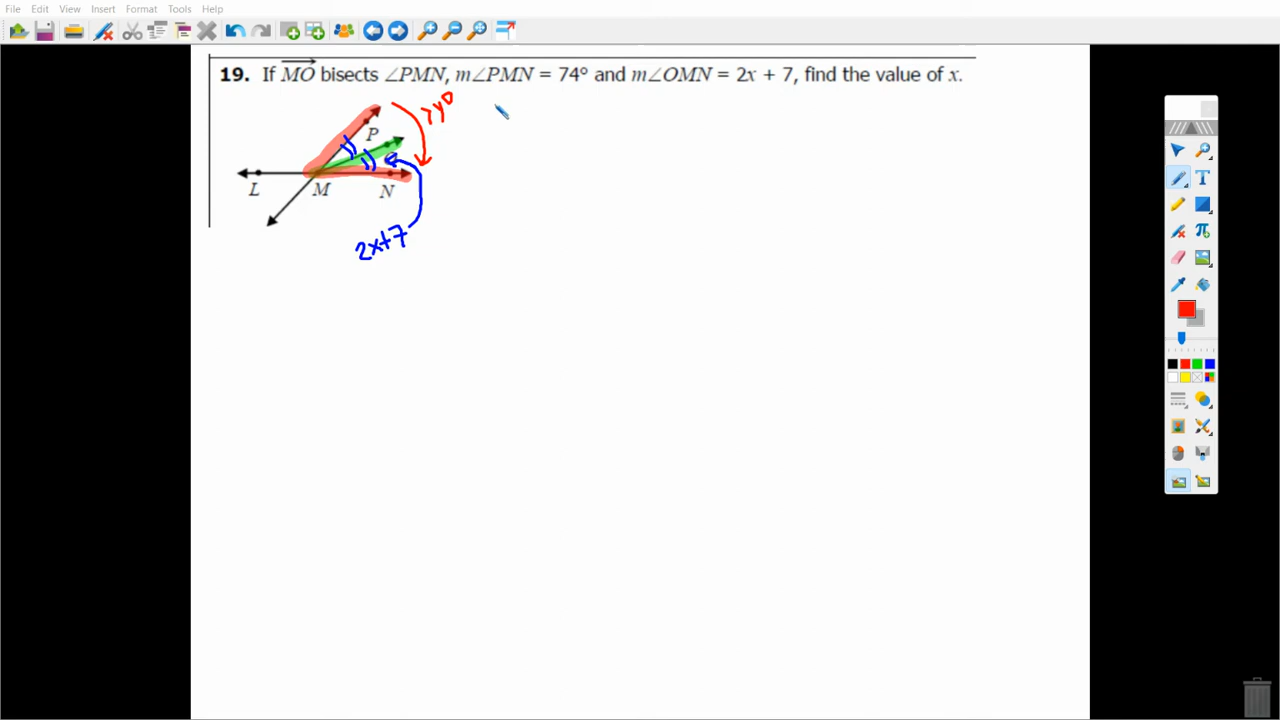 File Edit View Insert Format Tools Help
19. If MO bisects ∠PMN, m∠PMN = 74° and m∠OMN = 2x + 7, find the value of x.
74°
P
L M N
2x+7
T
π